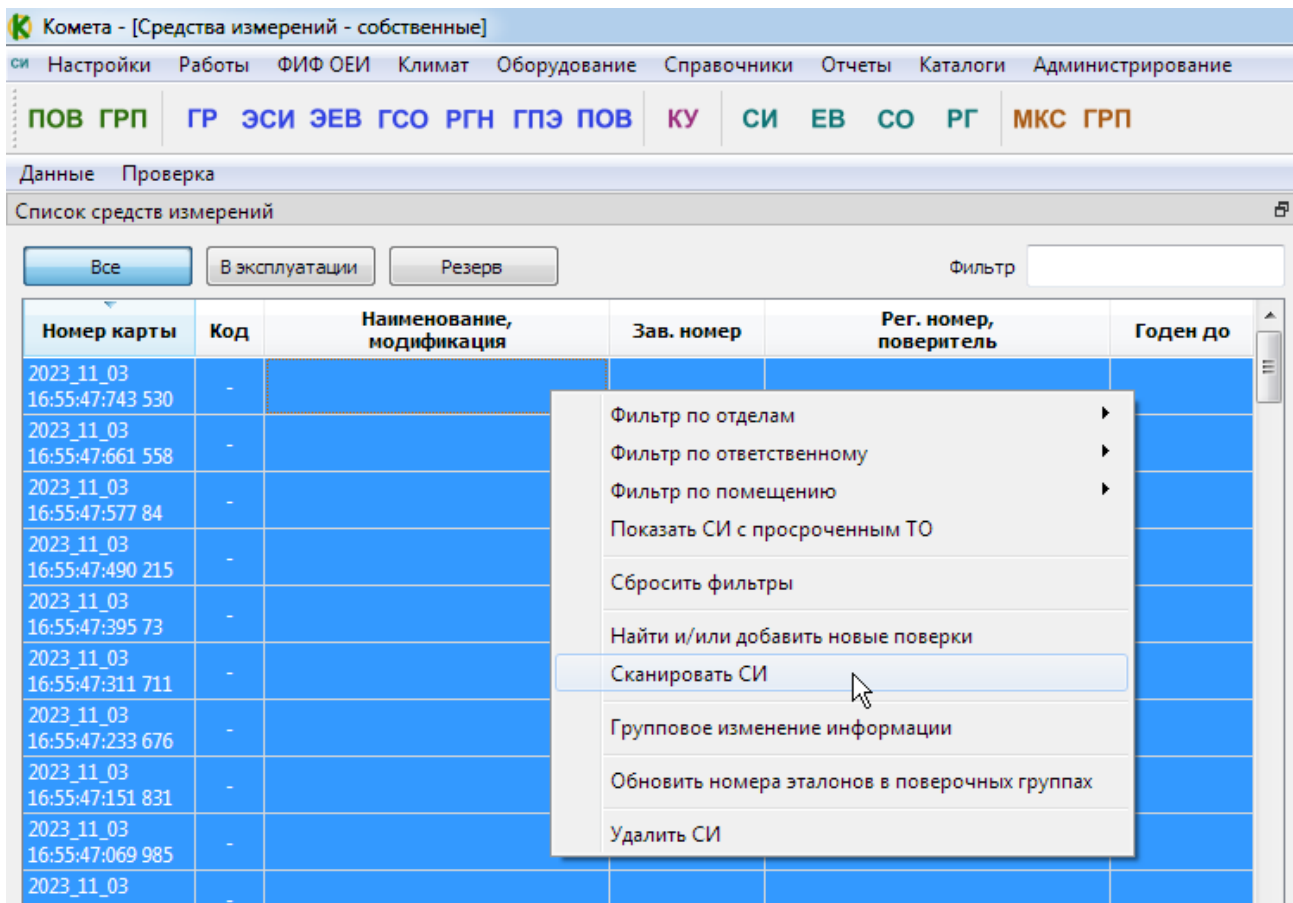 Комета - [Средства измерений - собственные]
СИ Настройки Работы ФИФ ОЕИ Климат Оборудование Справочники Отчеты Каталоги Администрирование
ПОВ ГРП ГР ЭСИ ЭЕВ ГСО РГН ГПЭ ПОВ КУ СИ ЕВ СО РГ МКС ГРП
Данные Проверка
Список средств измерений
Все В эксплуатации Резерв Фильтр
Номер карты Код Наименование, модификация Зав. номер Рег. номер, поверитель Годен до
2023_11_03
16:55:47:743 530 -
2023_11_03
16:55:47:661 558 -
2023_11_03
16:55:47:577 84 -
2023_11_03
16:55:47:490 215 -
2023_11_03
16:55:47:395 73 -
2023_11_03
16:55:47:311 711 -
2023_11_03
16:55:47:233 676 -
2023_11_03
16:55:47:151 831 -
2023_11_03
16:55:47:069 985 -
2023_11_03
-
Фильтр по отделам
Фильтр по ответственному
Фильтр по помещению
Показать СИ с просроченным ТО
Сбросить фильтры
Найти и/или добавить новые поверки
Сканировать СИ
Групповое изменение информации
Обновить номера эталонов в поверочных группах
Удалить СИ